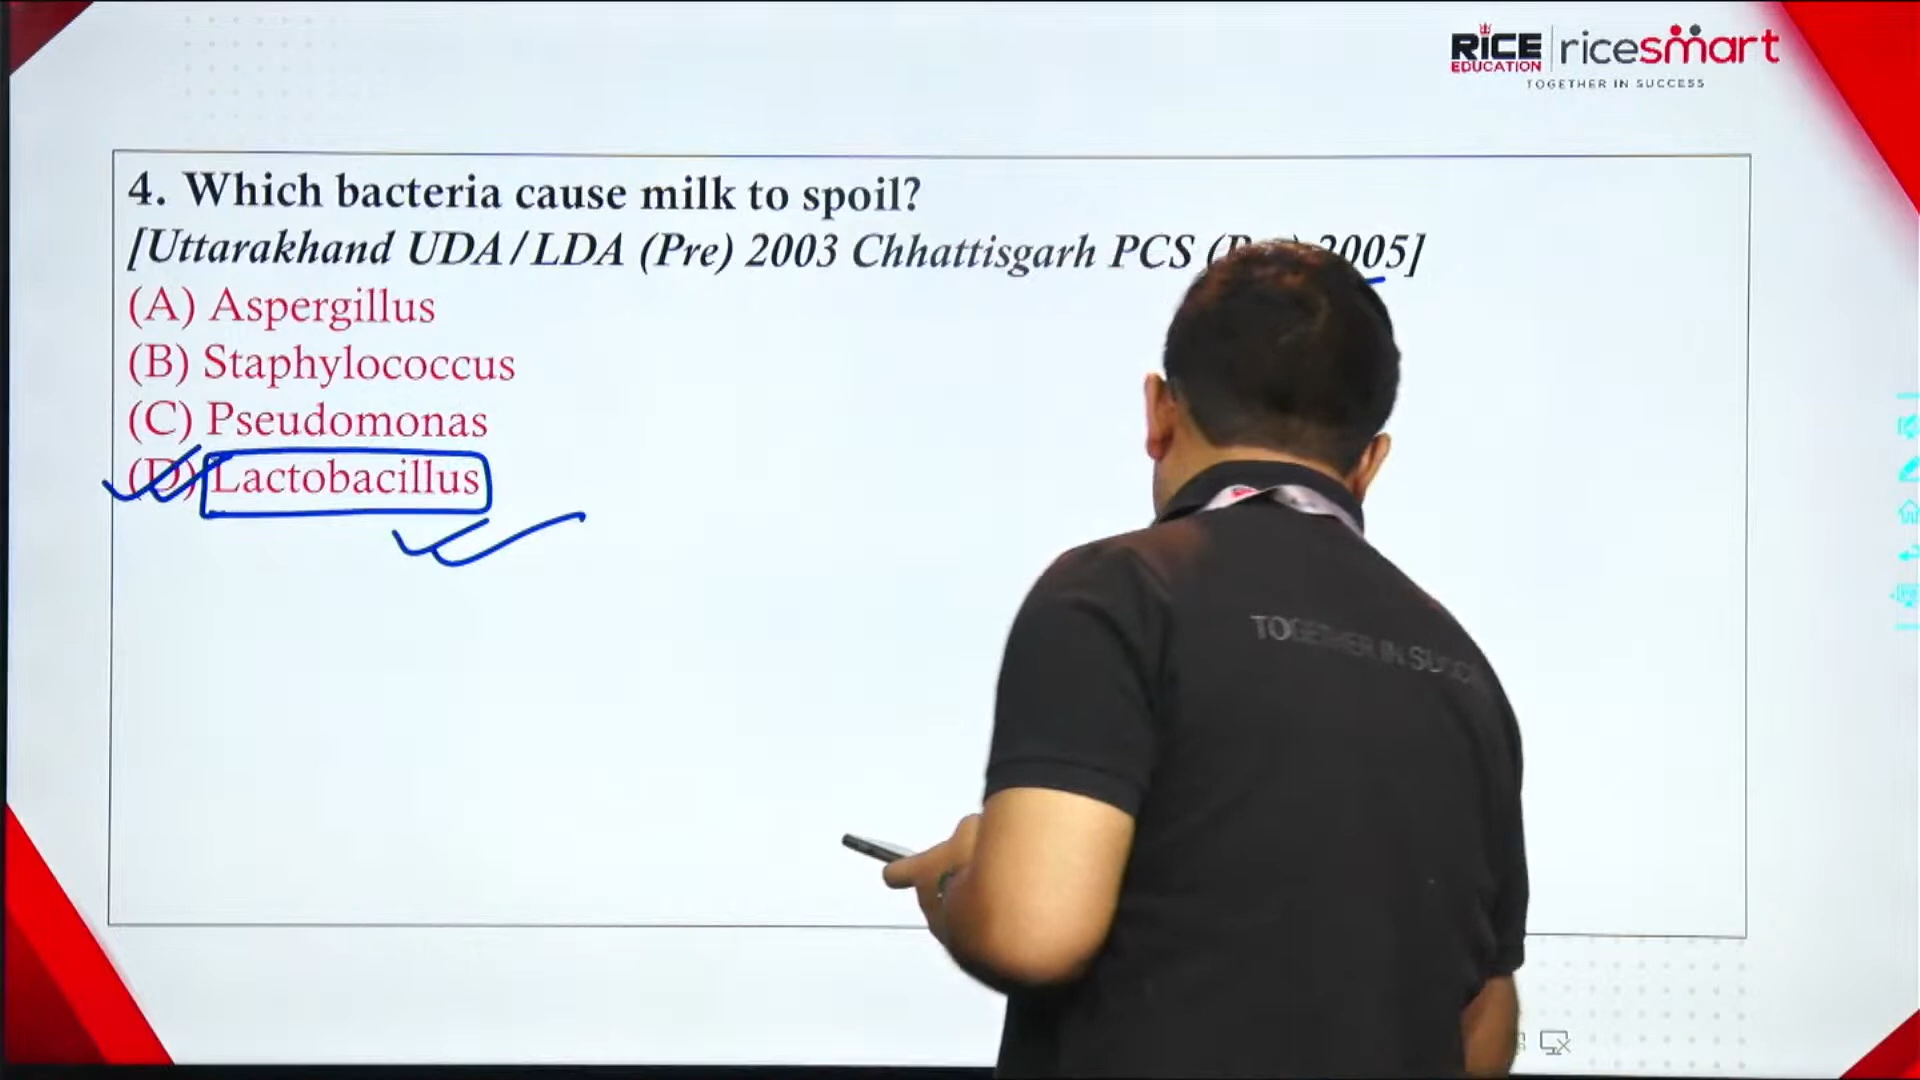 RICE EDUCATION ricesmart
TOGETHER IN SUCCESS
4. Which bacteria cause milk to spoil?
[Uttarakhand UDA/LDA (Pre) 2003 Chhattisgarh PCS 2005]
(A) Aspergillus
(B) Staphylococcus
(C) Pseudomonas
(D) Lactobacillus
TOGETHER IN